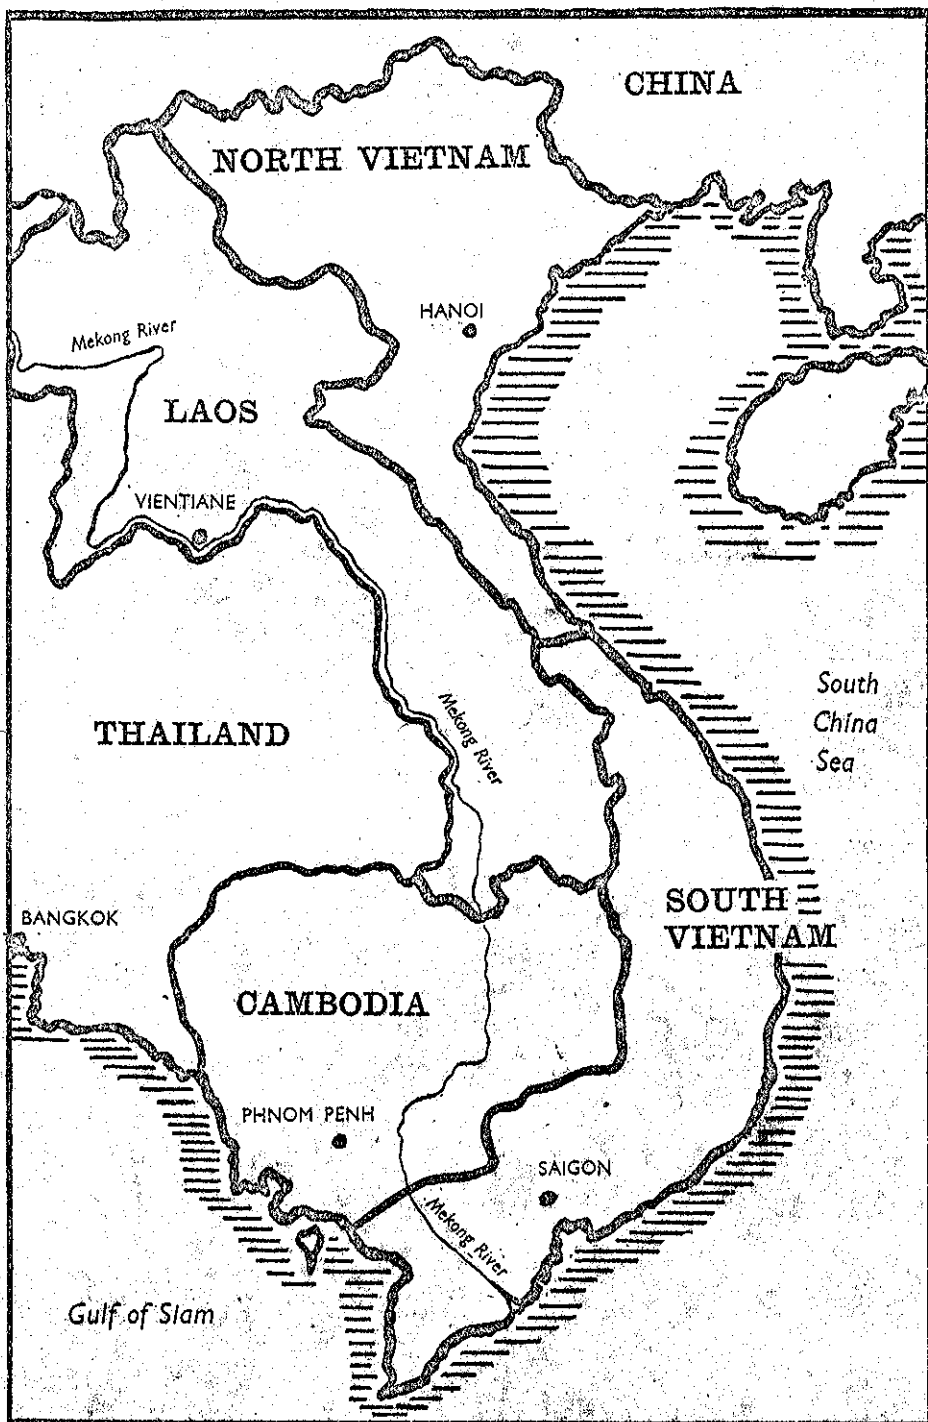 CHINA
NORTH VIETNAM
HANOI
Mekong River
LAOS
VIENTIANE
Mekong River
South
China
Sea
THAILAND
SOUTH
VIETNAM
BANGKOK
CAMBODIA
PHNOM PENH
SAIGON
Mekong River
Gulf of Siam